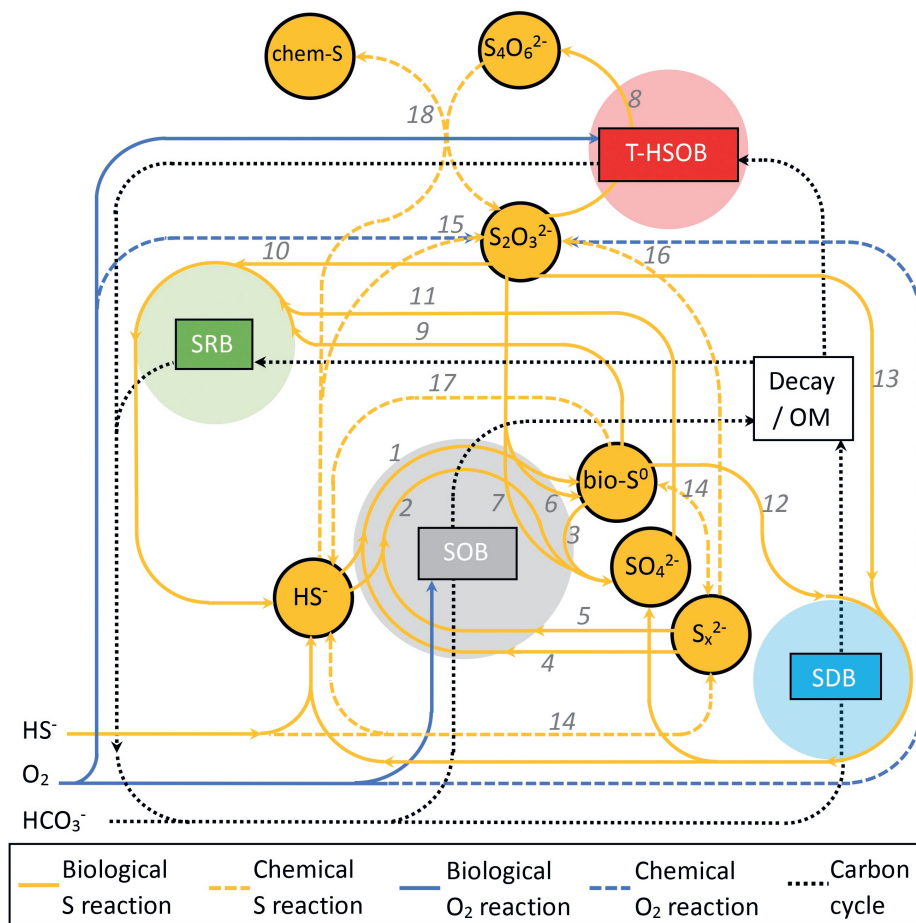 chem-S
S₄O₆²⁻
8
18
T-HSOB
S₂O₃²⁻
15
16
10
11
9
SRB
Decay
/ OM
13
17
1
2
bio-S⁰
14
12
7
6
3
SOB
SO₄²⁻
HS⁻
Sₓ²⁻
5
4
SDB
HS⁻
14
O₂
HCO₃⁻
Biological
S reaction
Chemical
S reaction
Biological
O₂ reaction
Chemical
O₂ reaction
Carbon
cycle